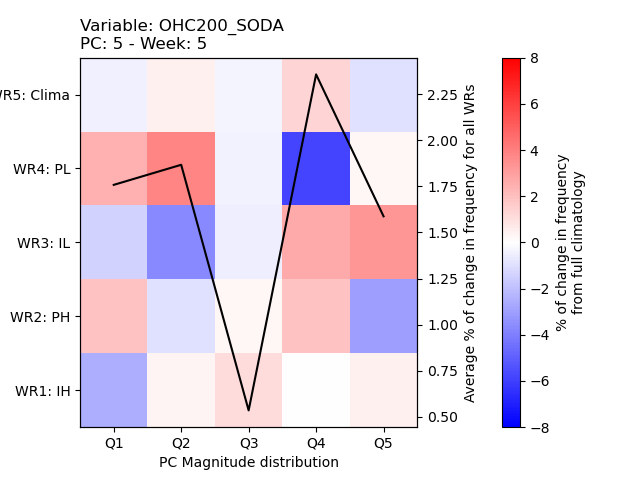 Variable: OHC200_SODA
PC: 5 - Week: 5
WR5: Clima
WR4: PL
WR3: IL
WR2: PH
WR1: IH
Q1 Q2 Q3 Q4 Q5
PC Magnitude distribution
2.25
2.00
1.75
1.50
1.25
1.00
0.75
0.50
Average % of change in frequency for all WRs
8
6
4
2
0
−2
−4
−6
−8
% of change in frequency
from full climatology